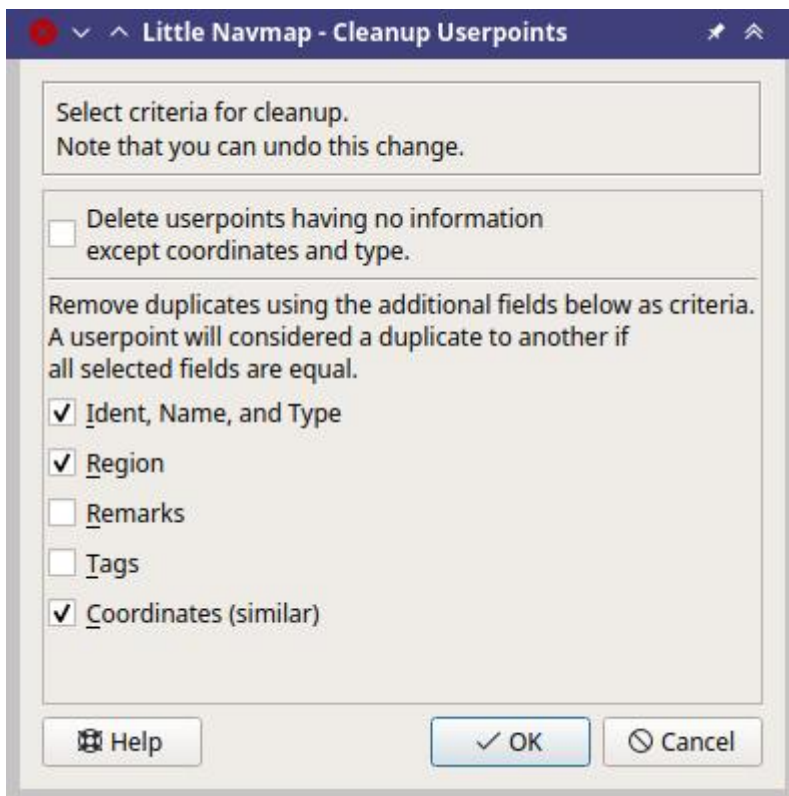 Little Navmap - Cleanup Userpoints
Select criteria for cleanup.
Note that you can undo this change.
Delete userpoints having no information
except coordinates and type.
Remove duplicates using the additional fields below as criteria.
A userpoint will considered a duplicate to another if
all selected fields are equal.
Ident, Name, and Type
Region
Remarks
Tags
Coordinates (similar)
Help
OK
Cancel